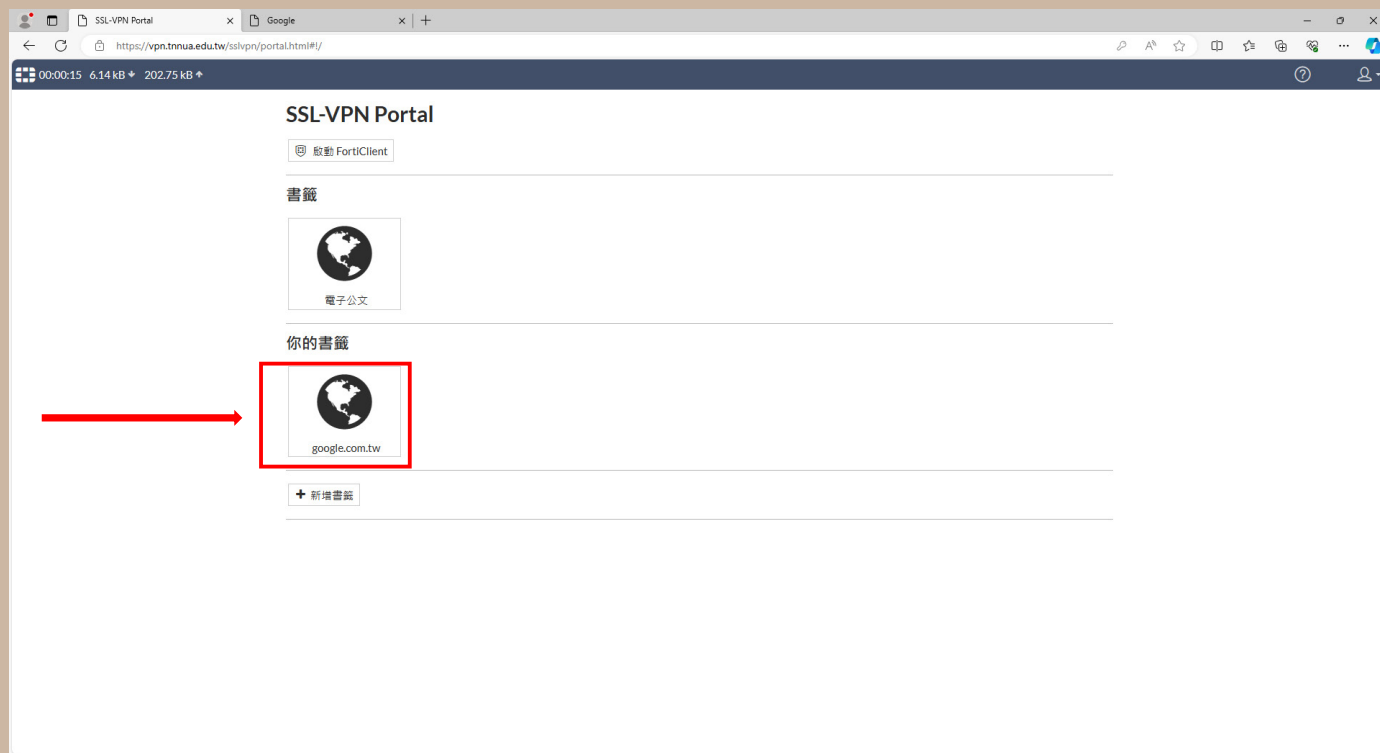 SSL-VPN Portal
Google
https://vpn.tnnua.edu.tw/sslvpn/portal.html#!/
00:00:15 6.14 kB 202.75 kB
SSL-VPN Portal
啟動 FortiClient
書籤
電子公文
你的書籤
google.com.tw
新增書籤